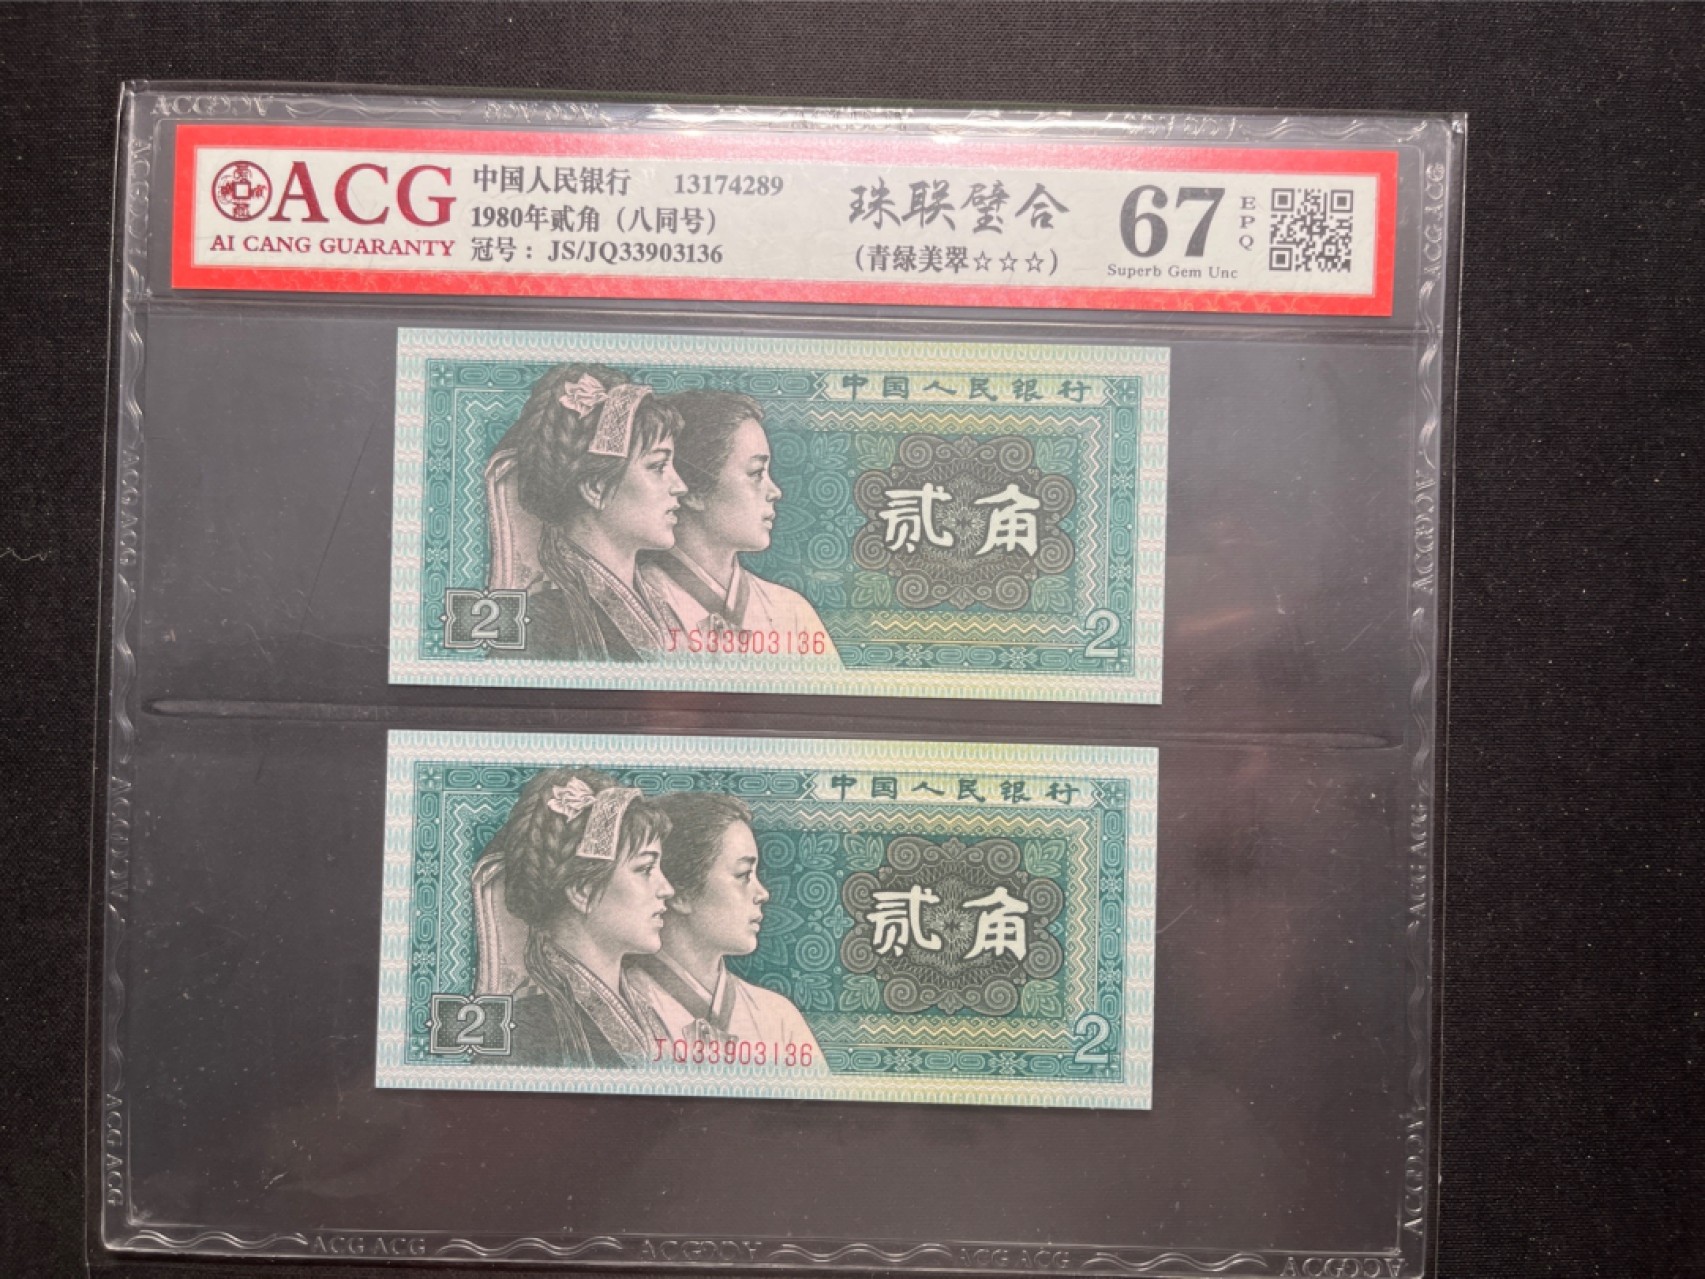 ACG
AI CANG GUARANTY
中国人民银行 13174289
1980年贰角（八同号）
冠号：JS/JQ33903136
珠联璧合
（青绿美翠☆☆☆）
67
EPQ
Superb Gem Unc
中国人民银行
贰角
2
JS33903136
2
中国人民银行
贰角
2
JQ33903136
2
ACG ACG